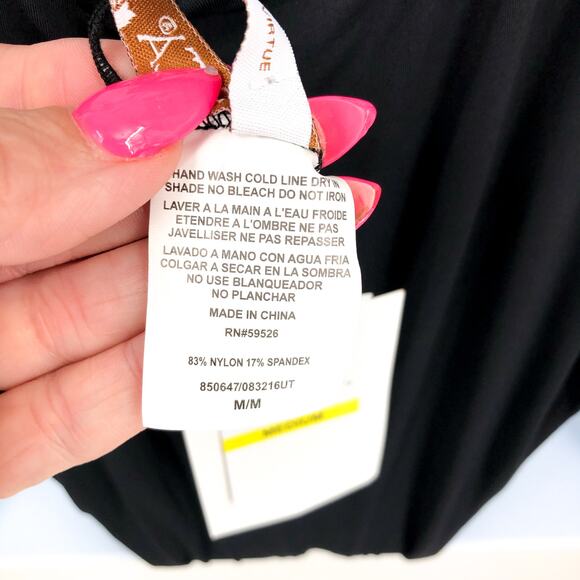 IRTUE
HAND WASH COLD LINE DRY IN
SHADE NO BLEACH DO NOT IRON
LAVER A LA MAIN A L'EAU FROIDE
ETENDRE A L'OMBRE NE PAS
JAVELLISER NE PAS REPASSER
LAVADO A MANO CON AGUA FRIA
COLGAR A SECAR EN LA SOMBRA
NO USE BLANQUEADOR
NO PLANCHAR
MADE IN CHINA
RN#59526
83% NYLON 17% SPANDEX
850647/083216UT
M/M
MEDIUM